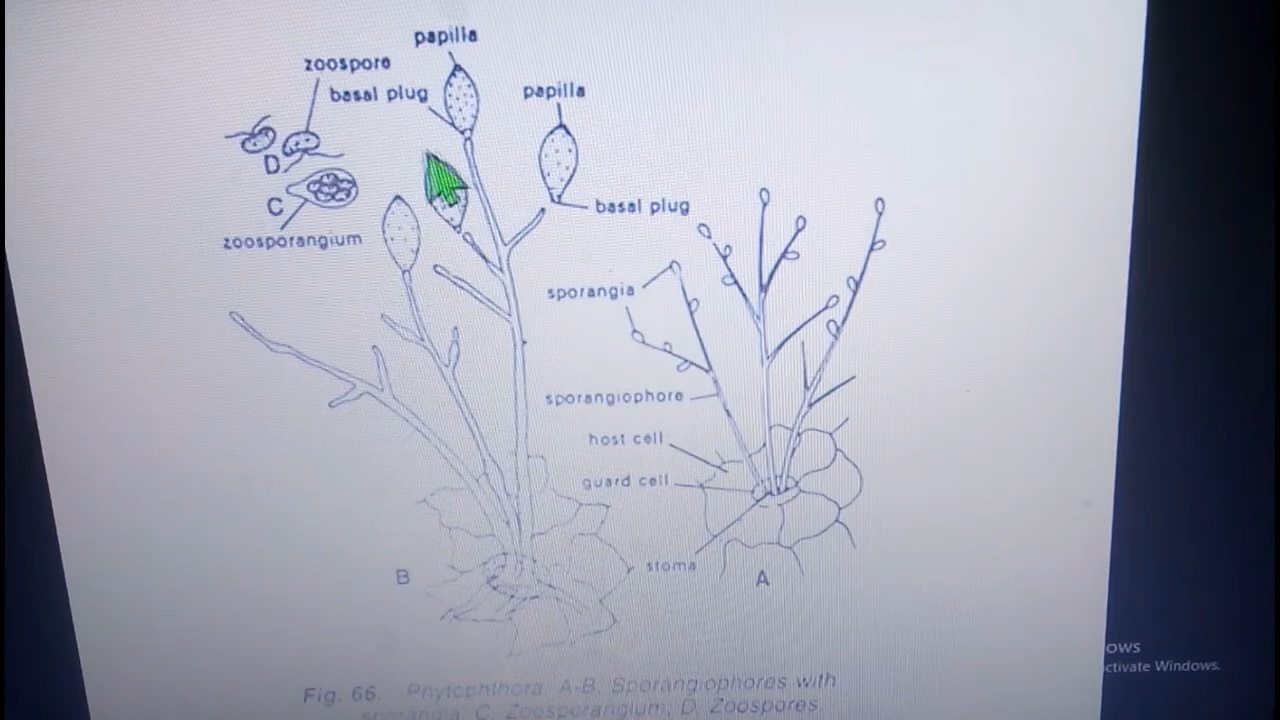 papilla
zoospore
basal plug
papilla
D
C
basal plug
zoosporangium
sporangia
sporangiophore
host cell
guard cell
stoma
B
A
Fig. 66. Phytophthora: A-B. Sporangiophores with
sporangia; C. Zoosporangium; D. Zoospores
ows
ctivate Windows.